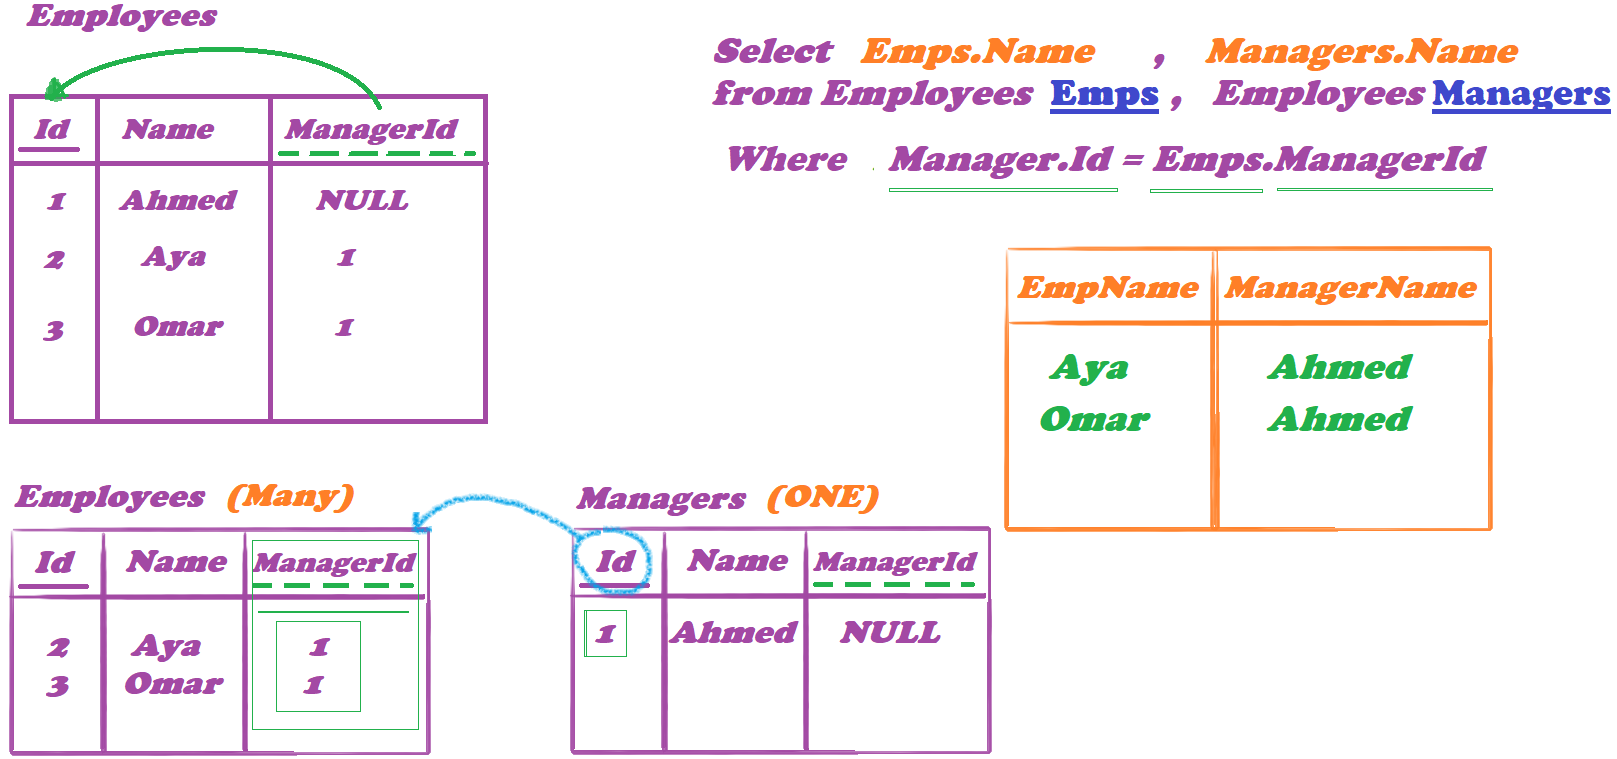 Employees
Id Name ManagerId
1 Ahmed NULL
2 Aya 1
3 Omar 1
Select Emps.Name , Managers.Name
from Employees Emps , Employees Managers
Where Manager.Id = Emps.ManagerId
EmpName ManagerName
Aya Ahmed
Omar Ahmed
Employees (Many)
Id Name ManagerId
2 Aya 1
3 Omar 1
Managers (ONE)
Id Name ManagerId
1 Ahmed NULL